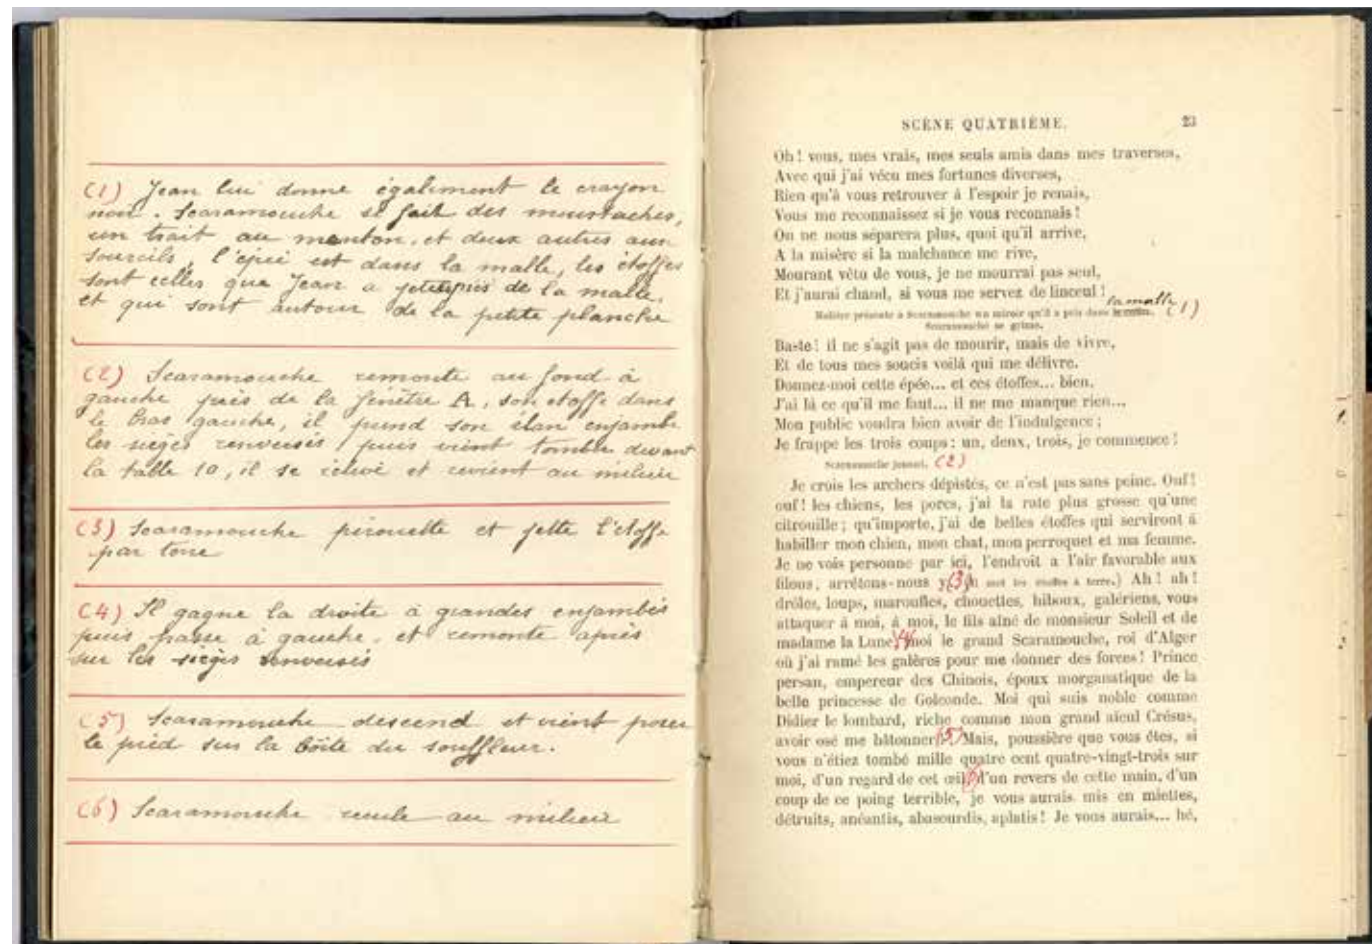 (1) Jean lui donne également le crayon
noir. Scaramouche se fait des moustaches,
un trait au menton, et deux autres aux
sourcils, l'épée est dans la malle, les étoffes
sont celles que Jean a jetées près de la malle,
et qui sont autour de la petite planche
(2) Scaramouche remonte au fond à
gauche près de la fenêtre A, son étoffe dans
le bras gauche, il prend son élan enjambe
les sièges renversés puis vient tomber devant
la table 10, il se relève et revient au milieu
(3) Scaramouche pirouette et jette l'étoffe
par terre
(4) Il gagne la droite à grandes enjambées
puis passe à gauche, et remonte après
sur les sièges renversés
(5) Scaramouche descend et vient poser
le pied sur la boîte du souffleur.
(6) Scaramouche recule au milieu
SCÈNE QUATRIÈME. 23
Oh! vous, mes vrais, mes seuls amis dans mes traverses,
Avec qui j'ai vécu mes fortunes diverses,
Rien qu'à vous retrouver à l'espoir je renais,
Vous me reconnaissez si je vous reconnais!
On ne nous séparera plus, quoi qu'il arrive,
A la misère si la malchance me rive,
Mourant vêtu de vous, je ne mourrai pas seul,
Et j'aurai chaud, si vous me servez de linceul!
la malle
Molière présente à Scaramouche un miroir qu'il a pris dans le coffre. (1)
Scaramouche se grime.
Baste! il ne s'agit pas de mourir, mais de vivre,
Et de tous mes soucis voilà qui me délivre.
Donnez-moi cette épée... et ces étoffes... bien.
J'ai là ce qu'il me faut... il ne me manque rien...
Mon public voudra bien avoir de l'indulgence;
Je frappe les trois coups: un, deux, trois, je commence!
Scaramouche jouant. (2)
Je crois les archers dépistés, ce n'est pas sans peine. Ouf!
ouf! les chiens, les porcs, j'ai la rate plus grosse qu'une
citrouille; qu'importe, j'ai de belles étoffes qui serviront à
habiller mon chien, mon chat, mon perroquet et ma femme.
Je ne vois personne par ici, l'endroit a l'air favorable aux
filous, arrêtons-nous y (3) (Il met les étoffes à terre.) Ah! ah!
drôles, loups, maroufles, chouettes, hiboux, galériens, vous
attaquer à moi, à moi, le fils aîné de monsieur Soleil et de
madame la Lune, (4) moi le grand Scaramouche, roi d'Alger
où j'ai ramé les galères pour me donner des forces! Prince
persan, empereur des Chinois, époux morganatique de la
belle princesse de Golconde. Moi qui suis noble comme
Didier le lombard, riche comme mon grand aïeul Crésus,
avoir osé me bâtonner! (5) Mais, poussière que vous êtes, si
vous n'étiez tombé mille quatre cent quatre-vingt-trois sur
moi, d'un regard de cet œil, (6) d'un revers de cette main, d'un
coup de ce poing terrible, je vous aurais mis en miettes,
détruits, anéantis, abasourdis, aplatis! Je vous aurais... hé,